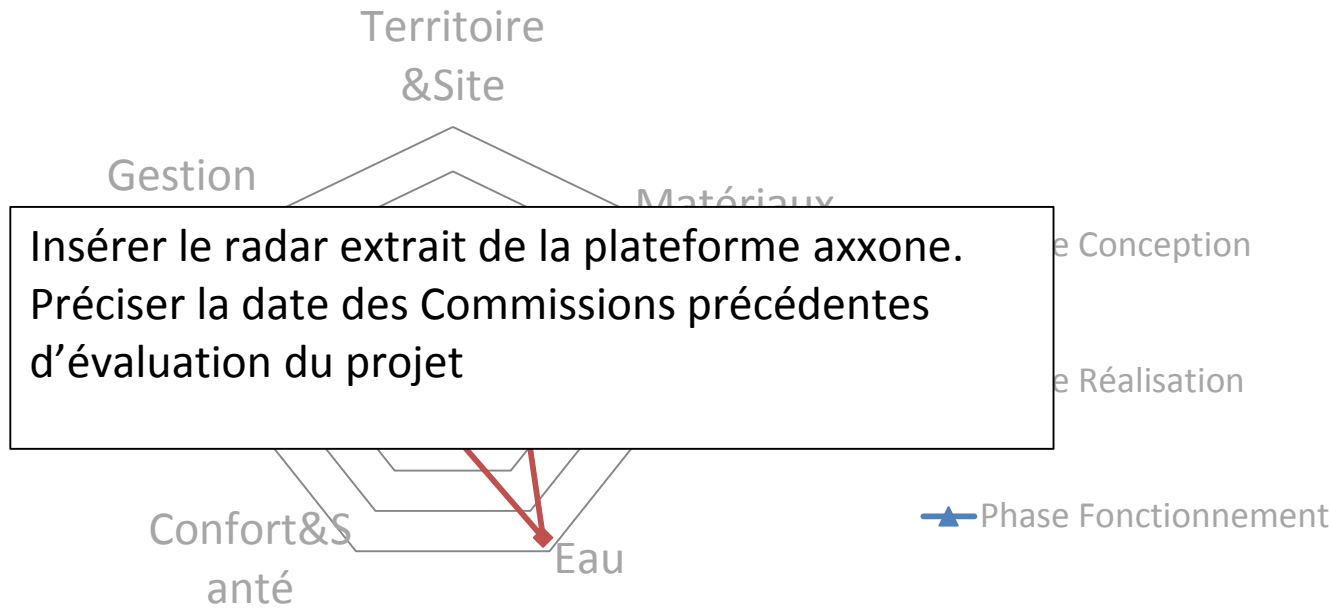 Territoire
&Site
Gestion
Matériaux
Insérer le radar extrait de la plateforme axxone.
Préciser la date des Commissions précédentes
d’évaluation du projet
e Conception
e Réalisation
Phase Fonctionnement
Confort&S
anté
Eau